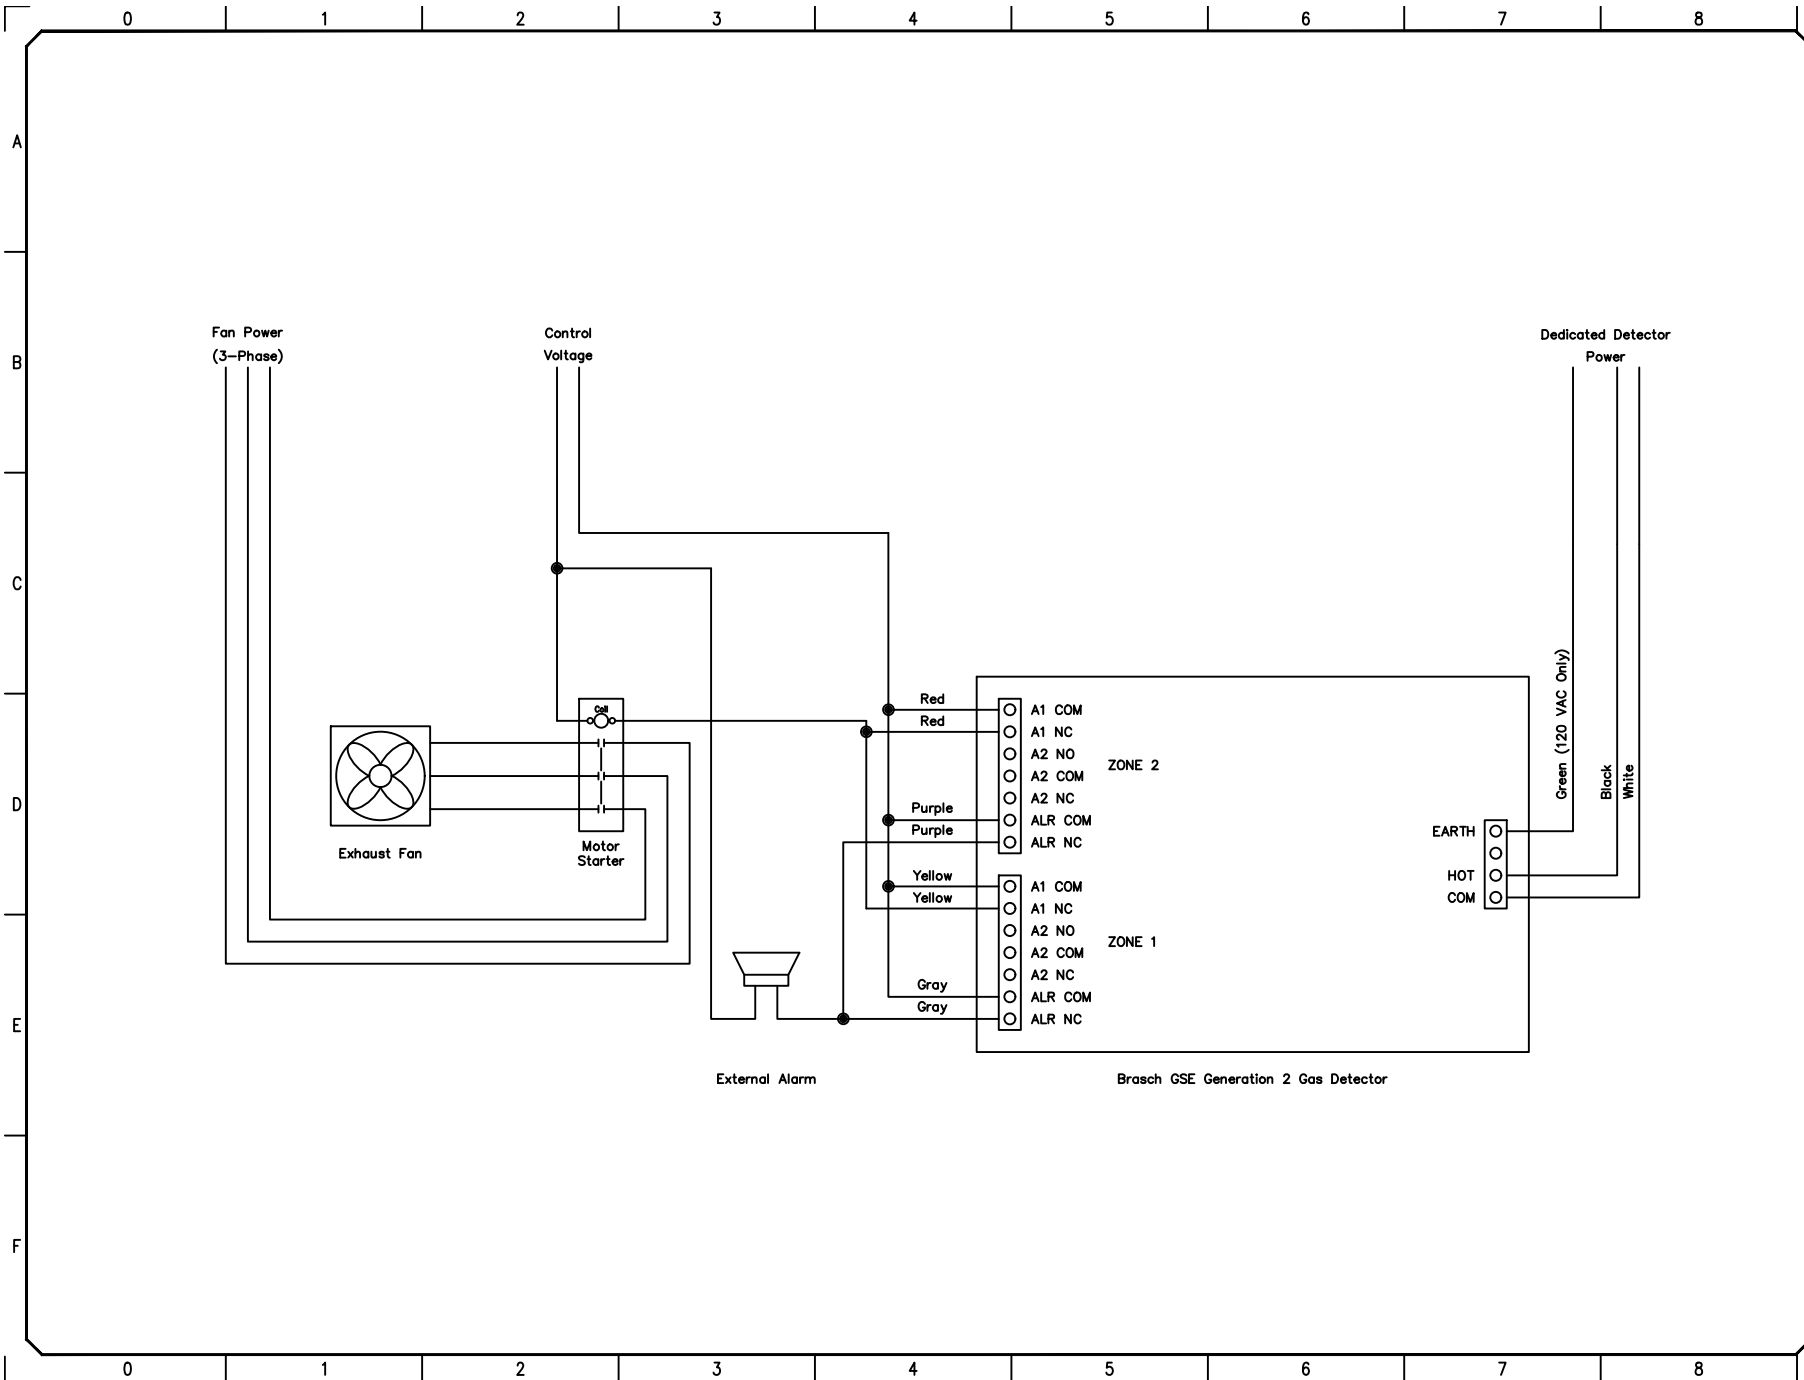 0 1 2 3 4 5 6 7 8
A
B
C
D
E
F
Fan Power
(3-Phase)
Control
Voltage
Dedicated Detector
Power
Green (120 VAC Only)
Black
White
Coil
Motor
Starter
Exhaust Fan
Red
Red
Purple
Purple
Yellow
Yellow
Gray
Gray
A1 COM
A1 NC
A2 NO
A2 COM
A2 NC
ALR COM
ALR NC
ZONE 2
A1 COM
A1 NC
A2 NO
A2 COM
A2 NC
ALR COM
ALR NC
ZONE 1
EARTH
HOT
COM
External Alarm
Brasch GSE Generation 2 Gas Detector
0 1 2 3 4 5 6 7 8